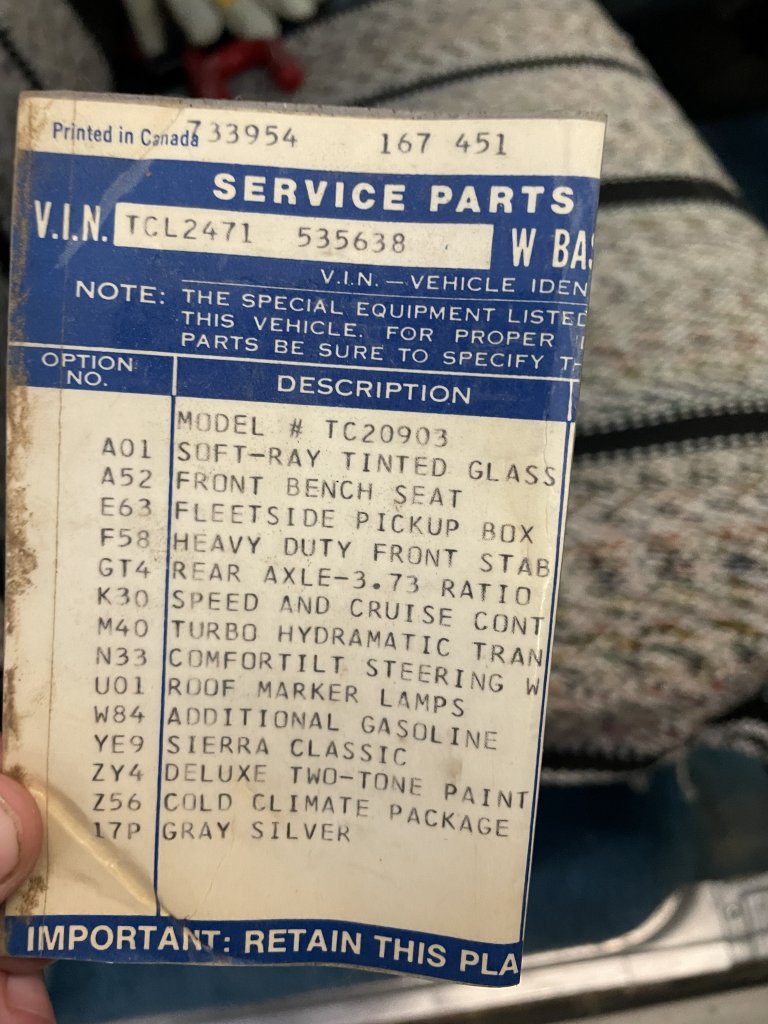 Printed in Canada 733954 167 451
SERVICE PARTS
V.I.N. TCL2471 535638 W BAS
V.I.N. — VEHICLE IDEN
NOTE: THE SPECIAL EQUIPMENT LISTED
THIS VEHICLE. FOR PROPER
PARTS BE SURE TO SPECIFY TH
OPTION NO. DESCRIPTION
MODEL # TC20903
A01 SOFT-RAY TINTED GLASS
A52 FRONT BENCH SEAT
E63 FLEETSIDE PICKUP BOX
F58 HEAVY DUTY FRONT STAB
GT4 REAR AXLE-3.73 RATIO
K30 SPEED AND CRUISE CONT
M40 TURBO HYDRAMATIC TRAN
N33 COMFORTILT STEERING W
U01 ROOF MARKER LAMPS
W84 ADDITIONAL GASOLINE
YE9 SIERRA CLASSIC
ZY4 DELUXE TWO-TONE PAINT
Z56 COLD CLIMATE PACKAGE
17P GRAY SILVER
IMPORTANT: RETAIN THIS PLA